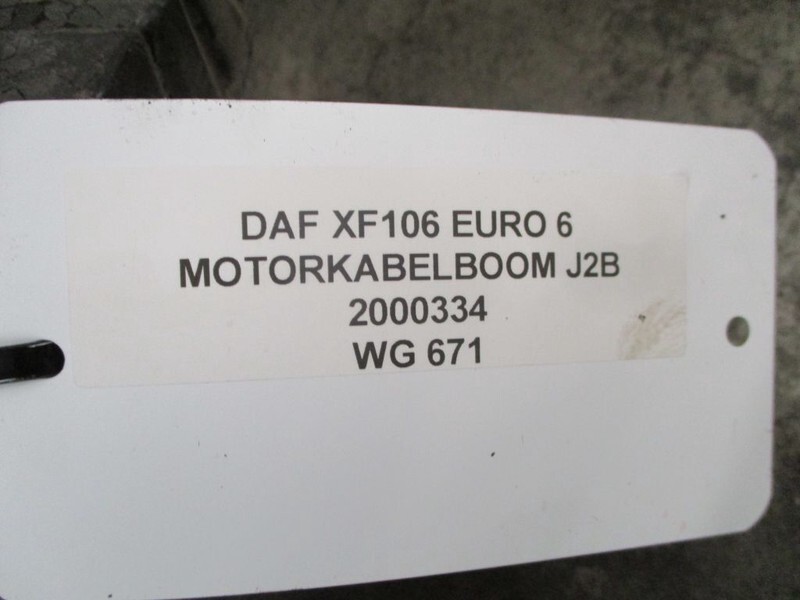 DAF XF106 EURO 6
MOTORKABELBOOM J2B
2000334
WG 671